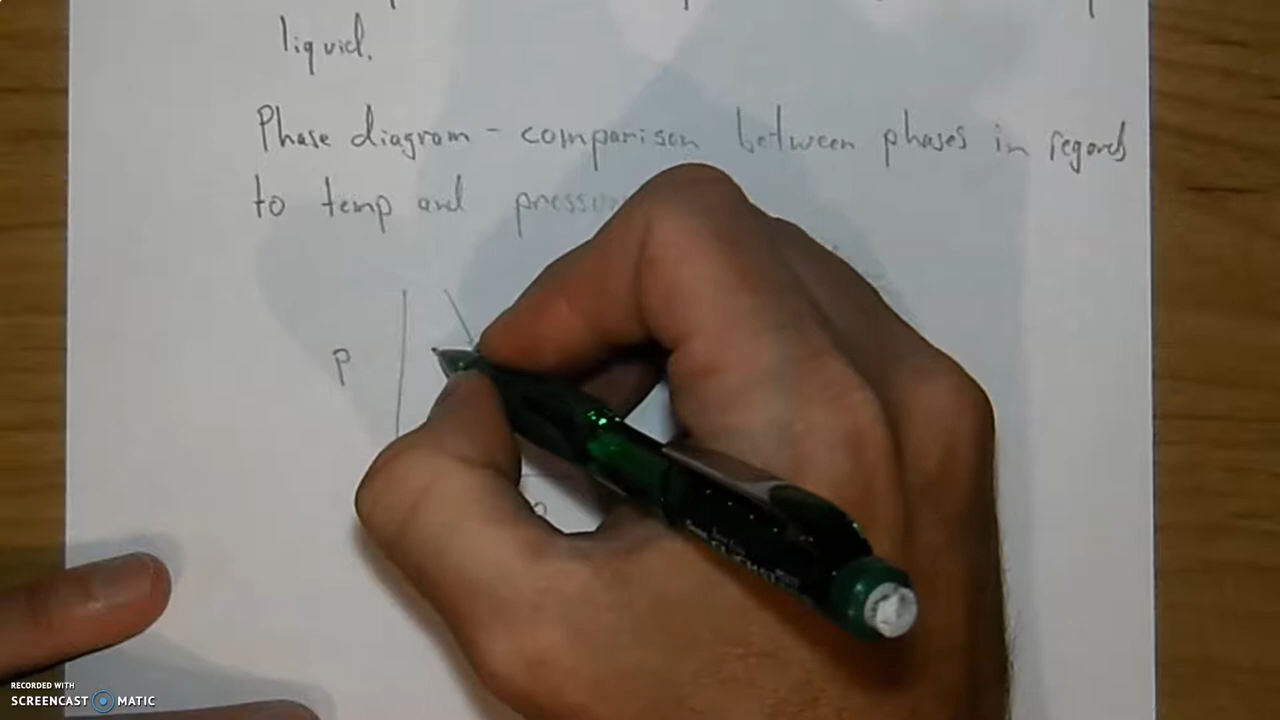 liquid.
Phase diagram - comparison between phases in regards
to temp and
P
RECORDED WITH
SCREENCAST MATIC